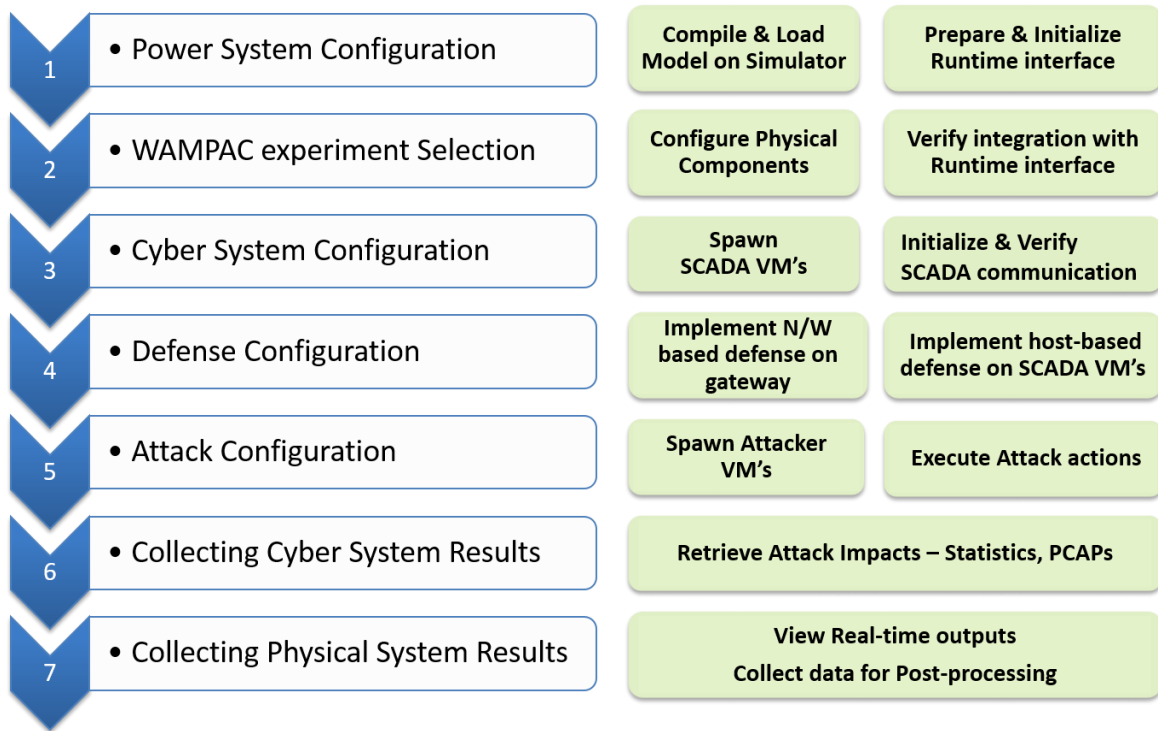 1
• Power System Configuration
Compile & Load
Model on Simulator
Prepare & Initialize
Runtime interface
2
• WAMPAC experiment Selection
Configure Physical
Components
Verify integration with
Runtime interface
3
• Cyber System Configuration
Spawn
SCADA VM’s
Initialize & Verify
SCADA communication
4
• Defense Configuration
Implement N/W
based defense on
gateway
Implement host-based
defense on SCADA VM’s
5
• Attack Configuration
Spawn Attacker
VM’s
Execute Attack actions
6
• Collecting Cyber System Results
Retrieve Attack Impacts – Statistics, PCAPs
7
• Collecting Physical System Results
View Real-time outputs
Collect data for Post-processing